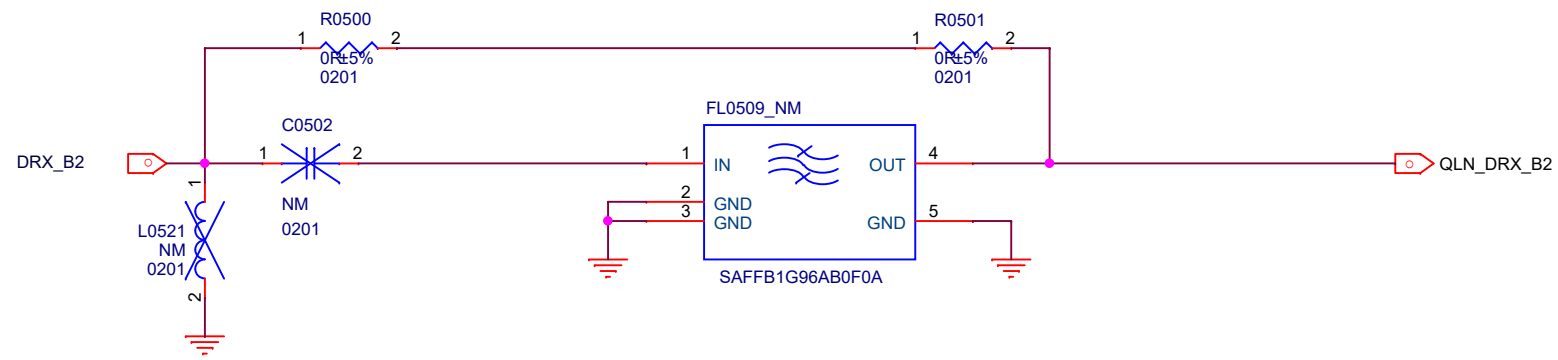 R0500
1
2
0R±5%
0201
R0501
1
2
0R±5%
0201
C0502
1
2
NM
0201
FL0509_NM
DRX_B2
1
IN
OUT
4
2
GND
3
GND
GND
5
SAFFB1G96AB0F0A
QLN_DRX_B2
1
L0521
NM
0201
2